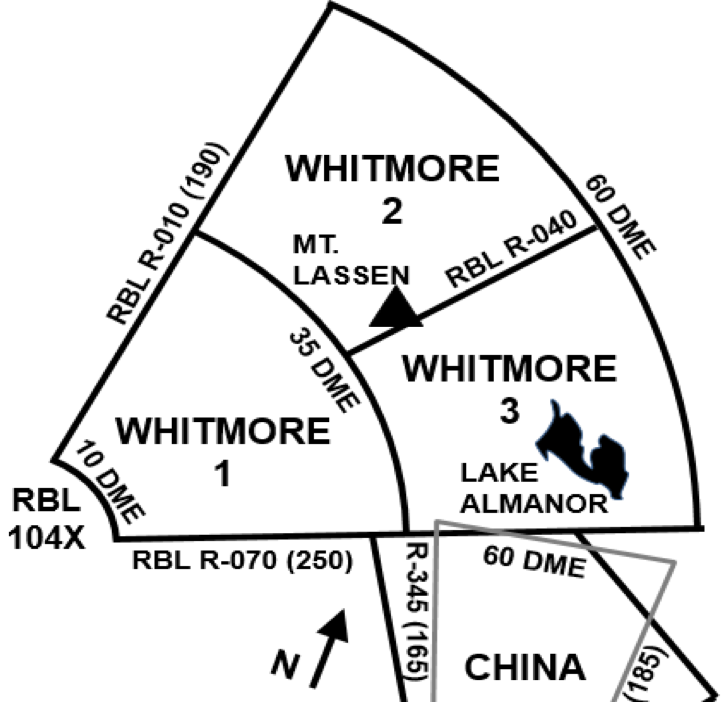 WHITMORE
2
RBL R-010 (190)
60 DME
MT.
LASSEN
RBL R-040
35 DME
WHITMORE
3
WHITMORE
1
10 DME
LAKE
ALMANOR
RBL
104X
RBL R-070 (250)
60 DME
R-345 (165)
N
CHINA
(185)